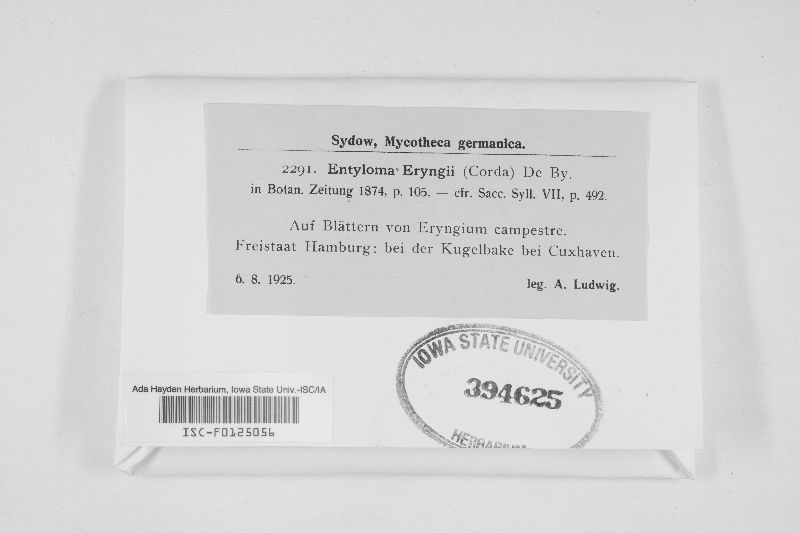 Sydow, Mycotheca germanica.
2291. Entyloma Eryngii (Corda) De By.
in Botan. Zeitung 1874, p. 105. — cfr. Sacc. Syll. VII, p. 492.
Auf Blättern von Eryngium campestre.
Freistaat Hamburg: bei der Kugelbake bei Cuxhaven.
6. 8. 1925.
leg. A. Ludwig.
IOWA STATE UNIVERSITY
394625
HERBARIUM
Ada Hayden Herbarium, Iowa State Univ.-ISC/IA
ISC-F0125056